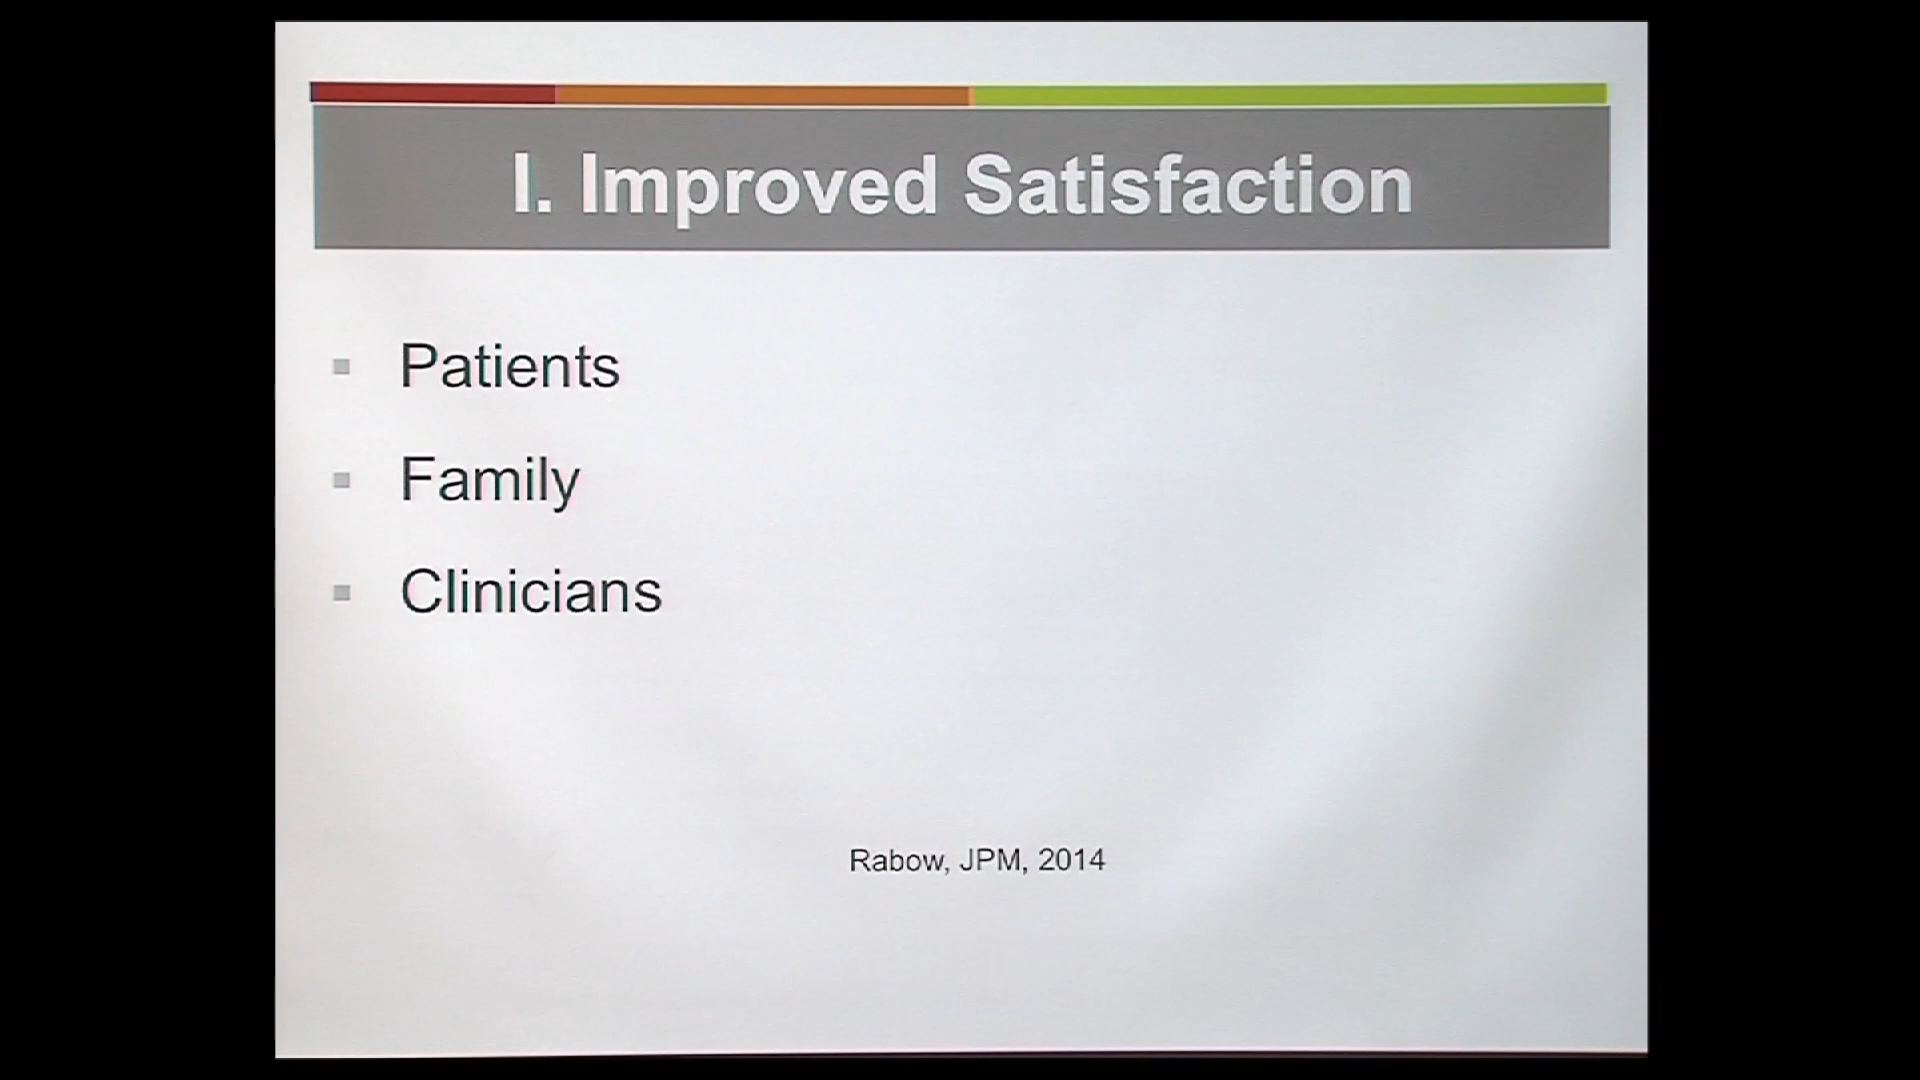 I. Improved Satisfaction
Patients
Family
Clinicians
Rabow, JPM, 2014